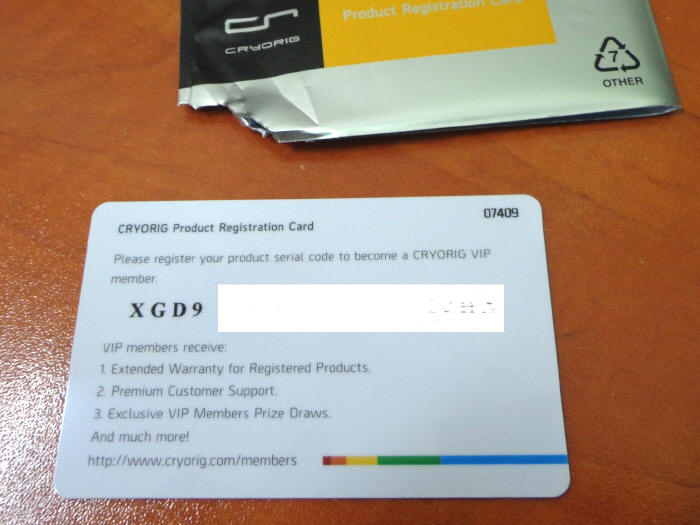 Product Registration Card
CRYORIG
7
OTHER
07409
CRYORIG Product Registration Card
Please register your product serial code to become a CRYORIG VIP
member.
XGD9
VIP members receive:
1. Extended Warranty for Registered Products.
2. Premium Customer Support.
3. Exclusive VIP Members Prize Draws.
And much more!
http://www.cryorig.com/members